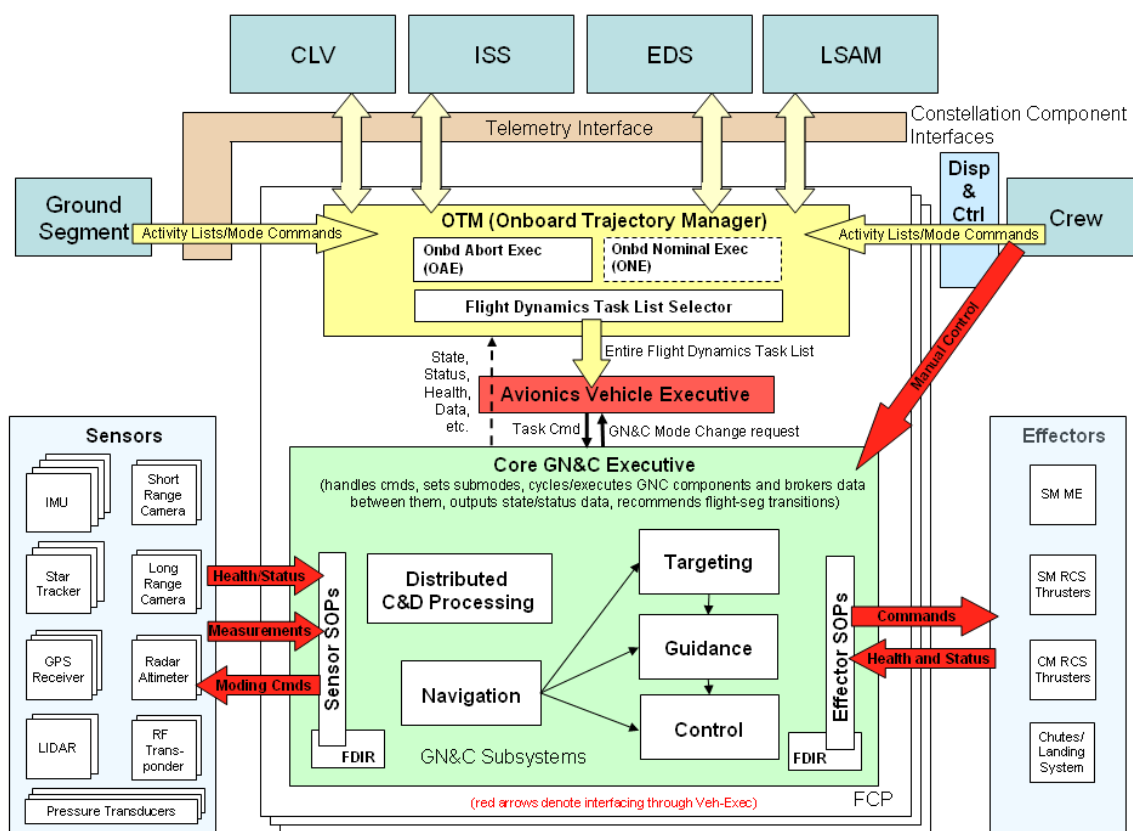 CLV
ISS
EDS
LSAM
Telemetry Interface
Constellation Component
Interfaces
Ground
Segment
Disp
&
Ctrl
Crew
Activity Lists/Mode Commands
OTM (Onboard Trajectory Manager)
Activity Lists/Mode Commands
Onbd Abort Exec
(OAE)
Onbd Nominal Exec
(ONE)
Flight Dynamics Task List Selector
Manual Control
State,
Status,
Health,
Data,
etc.
Entire Flight Dynamics Task List
Avionics Vehicle Executive
Task Cmd
GN&C Mode Change request
Sensors
IMU
Short
Range
Camera
Star
Tracker
Long
Range
Camera
GPS
Receiver
Radar
Altimeter
LIDAR
RF
Trans-
ponder
Pressure Transducers
Health/Status
Measurements
Moding Cmds
Core GN&C Executive
(handles cmds, sets submodes, cycles/executes GNC components and brokers data
between them, outputs state/status data, recommends flight-seg transitions)
Sensor SOPs
FDIR
Distributed
C&D Processing
Navigation
Targeting
Guidance
Control
GN&C Subsystems
Effector SOPs
FDIR
Commands
Health and Status
Effectors
SM ME
SM RCS
Thrusters
CM RCS
Thrusters
Chutes/
Landing
System
(red arrows denote interfacing through Veh-Exec)
FCP